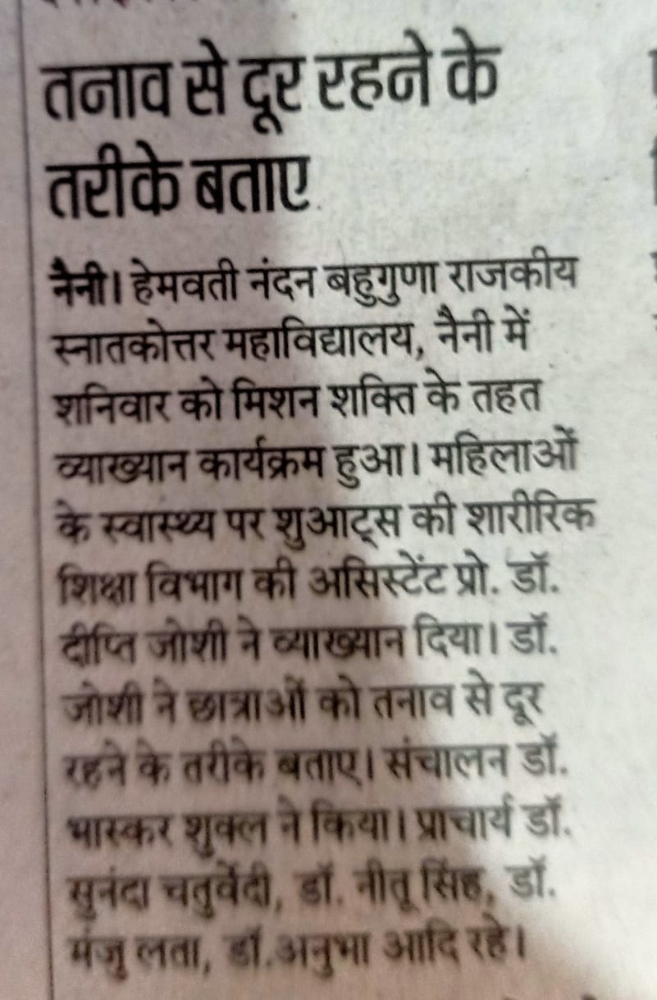 तनाव से दूर रहने के
तरीके बताए
नैनी। हेमवती नंदन बहुगुणा राजकीय
स्नातकोत्तर महाविद्यालय, नैनी में
शनिवार को मिशन शक्ति के तहत
व्याख्यान कार्यक्रम हुआ। महिलाओं
के स्वास्थ्य पर शुआट्स की शारीरिक
शिक्षा विभाग की असिस्टेंट प्रो. डॉ.
दीप्ति जोशी ने व्याख्यान दिया। डॉ.
जोशी ने छात्राओं को तनाव से दूर
रहने के तरीके बताए। संचालन डॉ.
भास्कर शुक्ल ने किया। प्राचार्य डॉ.
सुनंदा चतुर्वेदी, डॉ. नीतू सिंह, डॉ.
मंजु लता, डॉ.अनुभा आदि रहे।